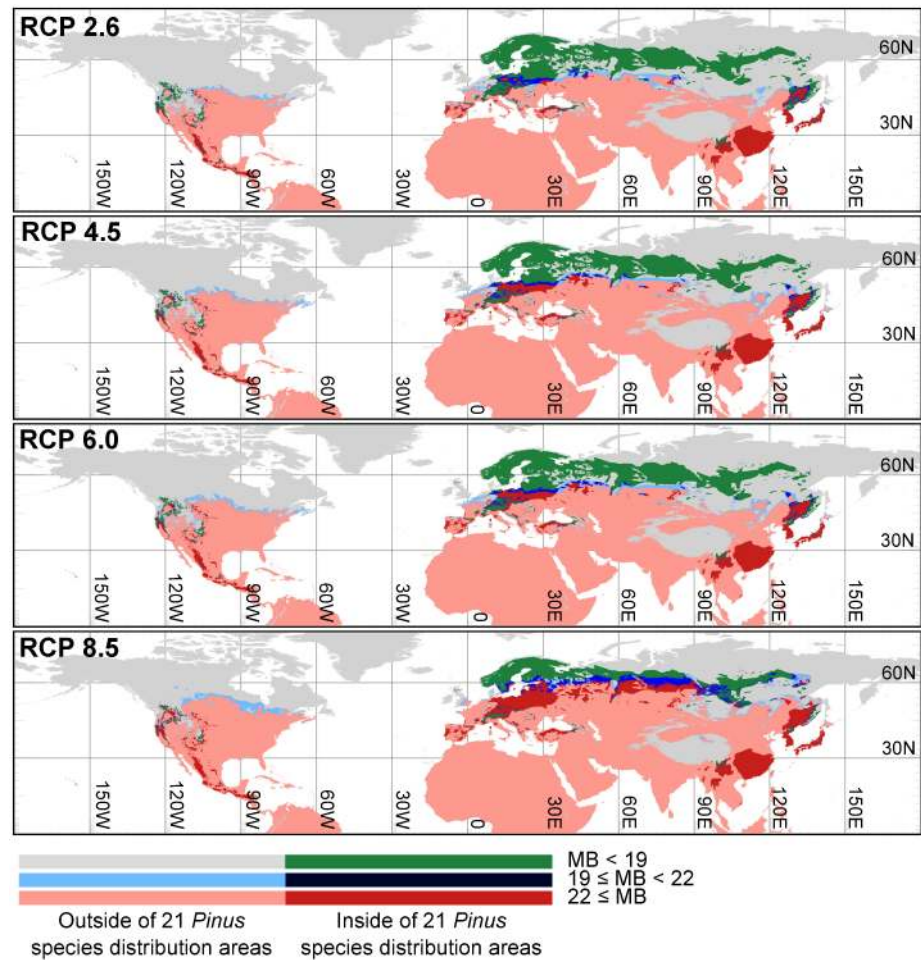 RCP 2.6
60N
30N
150W
120W
90W
60W
30W
0
30E
60E
90E
120E
150E
RCP 4.5
60N
30N
150W
120W
90W
60W
30W
0
30E
60E
90E
120E
150E
RCP 6.0
60N
30N
150W
120W
90W
60W
30W
0
30E
60E
90E
120E
150E
RCP 8.5
60N
30N
150W
120W
90W
60W
30W
0
30E
60E
90E
120E
150E
MB < 19
19 ≤ MB < 22
22 ≤ MB
Outside of 21 Pinus
species distribution areas
Inside of 21 Pinus
species distribution areas